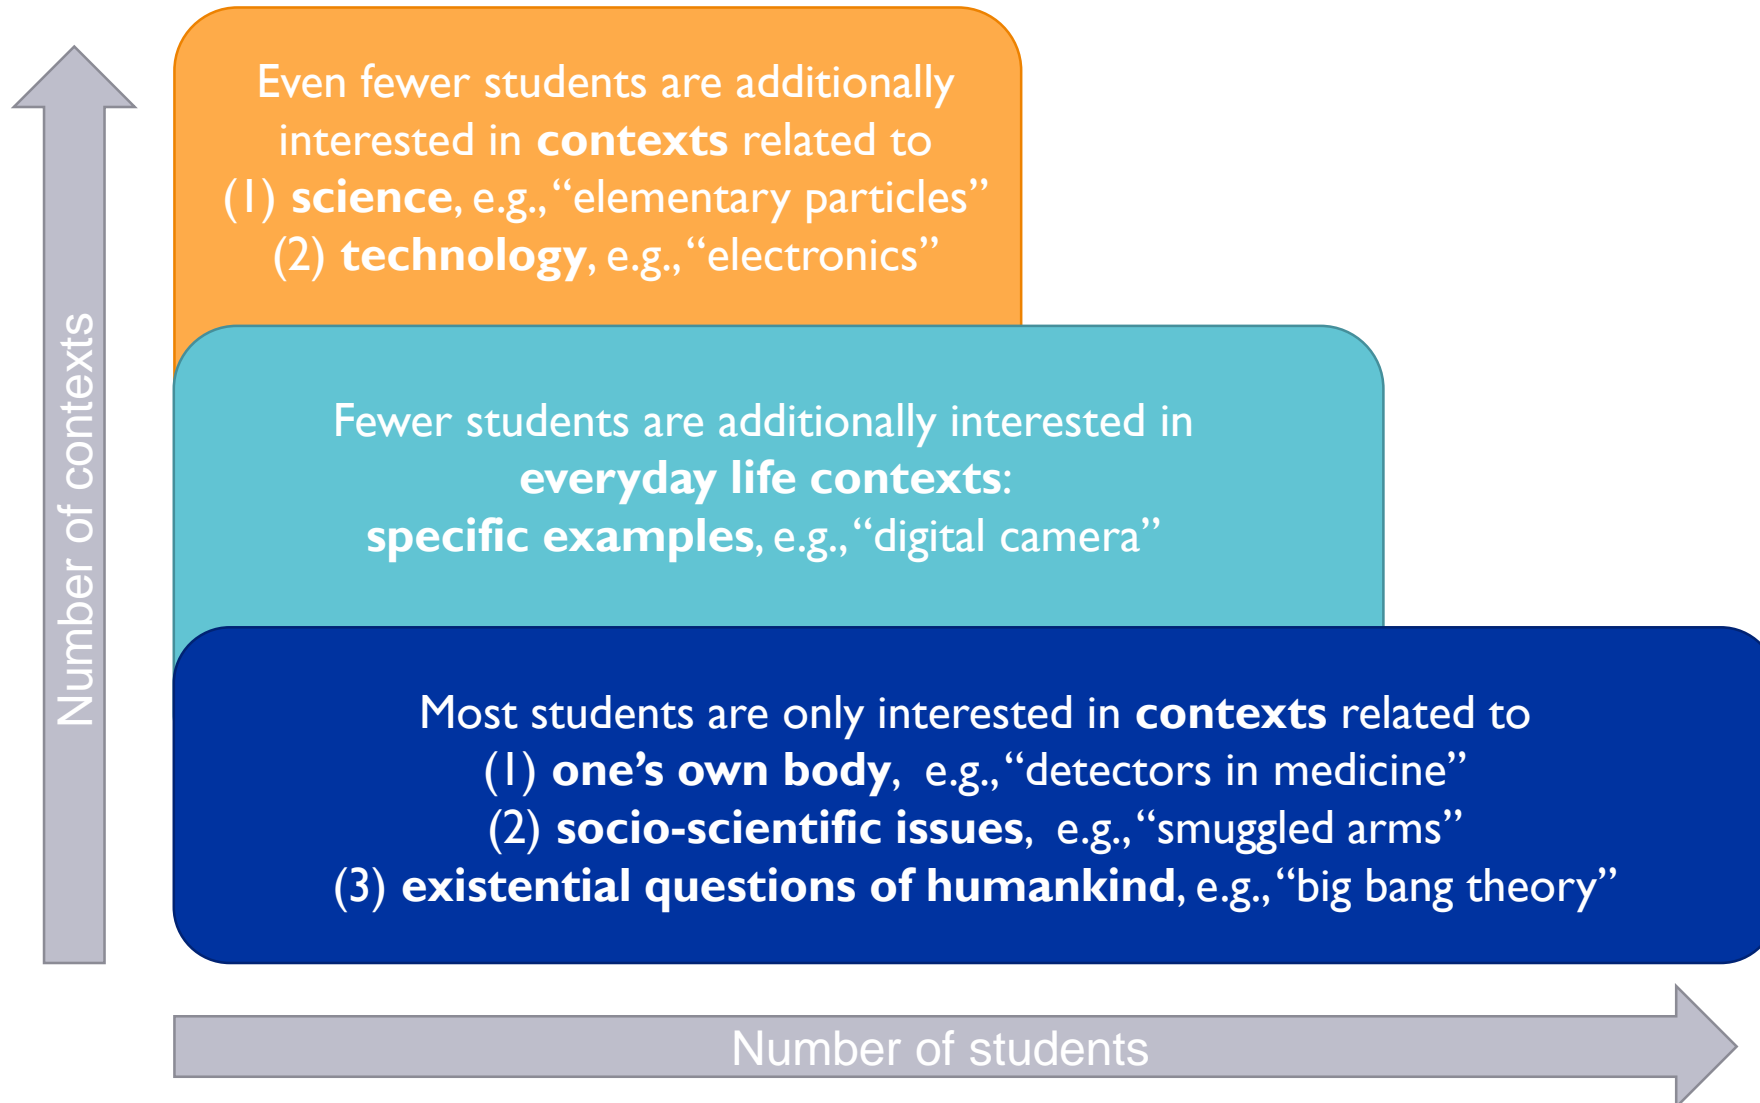 Even fewer students are additionally
interested in contexts related to
(1) science, e.g., “elementary particles”
(2) technology, e.g., “electronics”
Number of contexts
Fewer students are additionally interested in
everyday life contexts:
specific examples, e.g., “digital camera”
Most students are only interested in contexts related to
(1) one’s own body, e.g., “detectors in medicine”
(2) socio-scientific issues, e.g., “smuggled arms”
(3) existential questions of humankind, e.g., “big bang theory”
Number of students